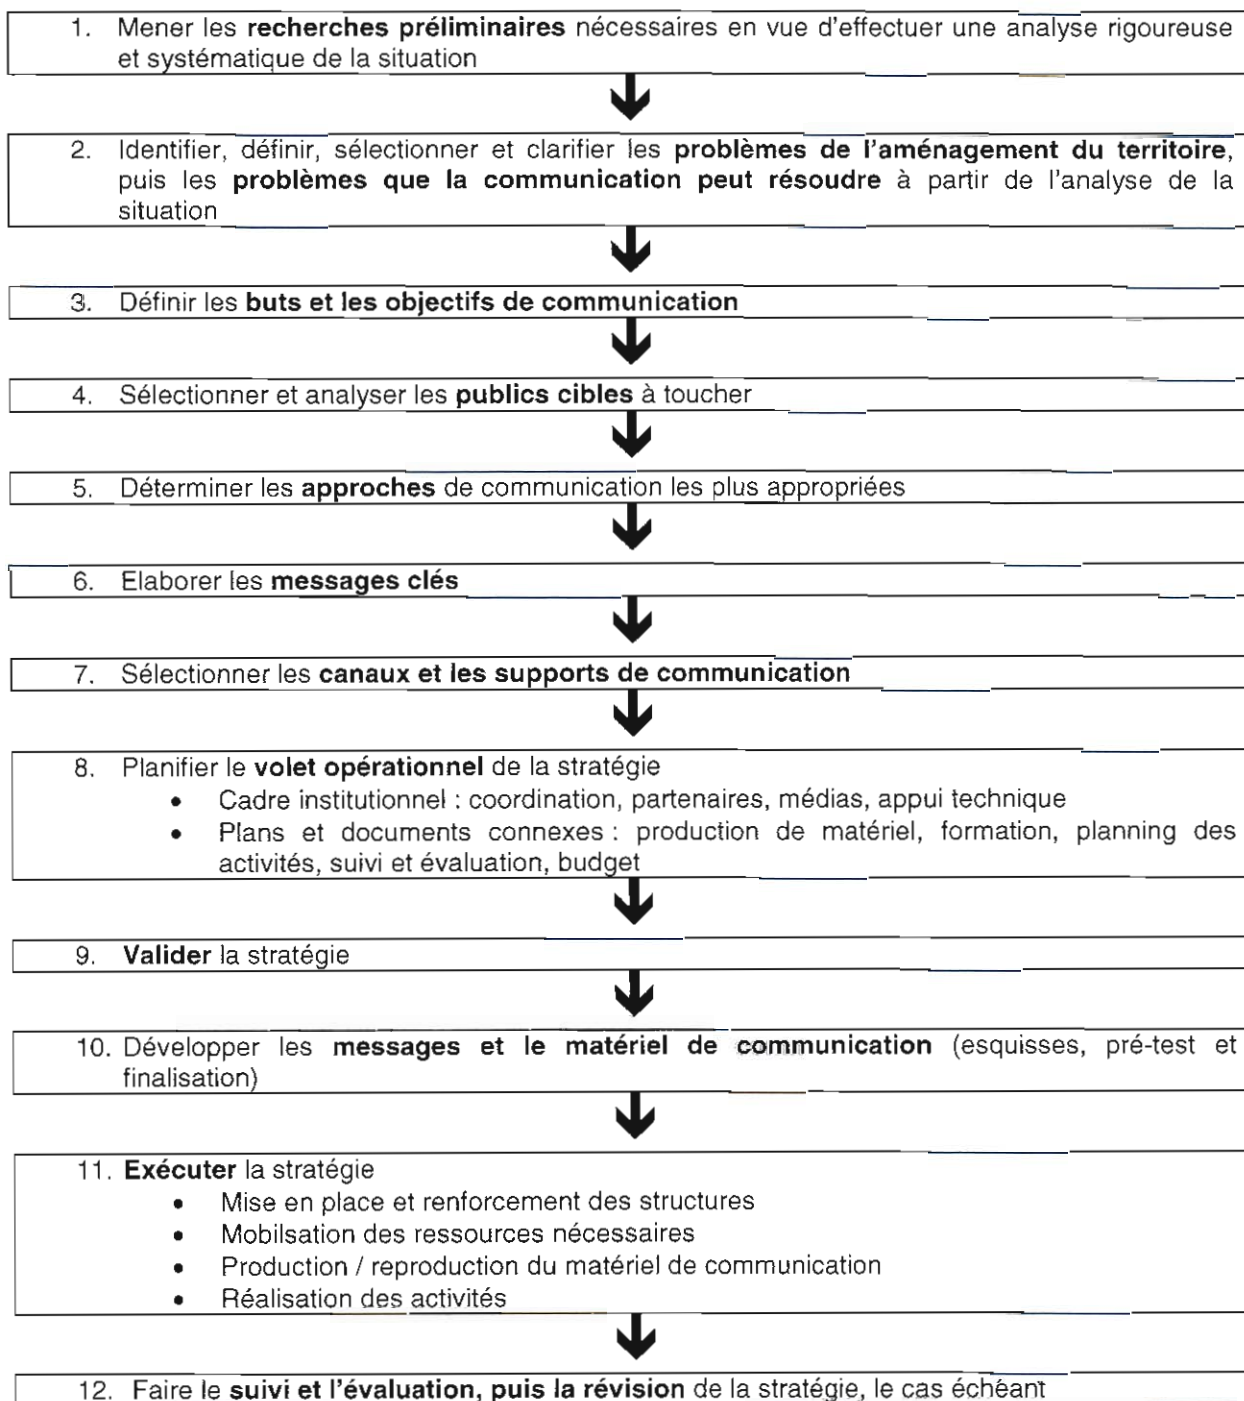 1. Mener les recherches préliminaires nécessaires en vue d'effectuer une analyse rigoureuse
et systématique de la situation
2. Identifier, définir, sélectionner et clarifier les problèmes de l'aménagement du territoire,
puis les problèmes que la communication peut résoudre à partir de l'analyse de la
situation
3. Définir les buts et les objectifs de communication
4. Sélectionner et analyser les publics cibles à toucher
5. Déterminer les approches de communication les plus appropriées
6. Elaborer les messages clés
7. Sélectionner les canaux et les supports de communication
8. Planifier le volet opérationnel de la stratégie
• Cadre institutionnel : coordination, partenaires, médias, appui technique
• Plans et documents connexes : production de matériel, formation, planning des
activités, suivi et évaluation, budget
9. Valider la stratégie
10. Développer les messages et le matériel de communication (esquisses, pré-test et
finalisation)
11. Exécuter la stratégie
• Mise en place et renforcement des structures
• Mobilsation des ressources nécessaires
• Production / reproduction du matériel de communication
• Réalisation des activités
12. Faire le suivi et l'évaluation, puis la révision de la stratégie, le cas échéant